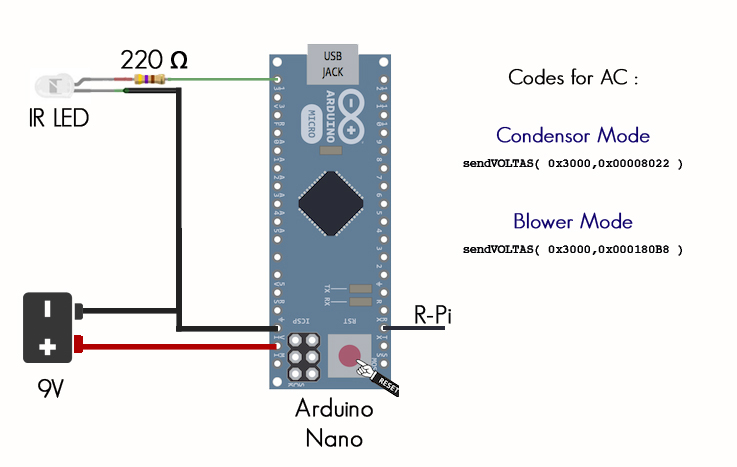 220 Ω
USB
JACK
Codes for AC :
IR LED
ARDUINO
MICRO
Condensor Mode
sendVOLTAS( 0x3000,0x00008022 )
Blower Mode
sendVOLTAS( 0x3000,0x000180B8 )
TX
RX
R-Pi
ICSP
RST
RESET
9V
Arduino
Nano